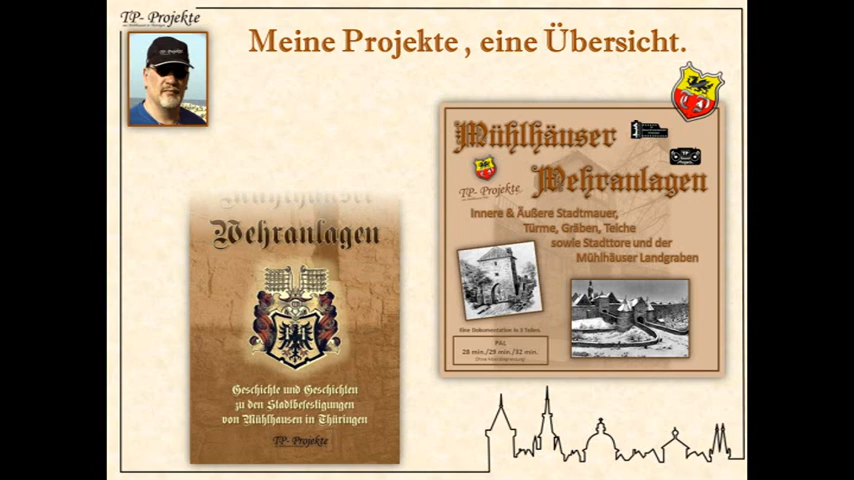 TP- Projekte
Meine Projekte , eine Übersicht.
Mühlhäuser
Wehranlagen
Geschichte und Geschichten
zu den Stadtbefestigungen
von Mühlhausen in Thüringen
TP- Projekte
Mühlhäuser
TP- Projekte
Wehranlagen
Innere & Äußere Stadtmauer,
Türme, Gräben, Teiche
sowie Stadttore und der
Mühlhäuser Landgraben
Eine Dokumentation in 3 Teilen.
PAL
28 min./29 min./32 min.